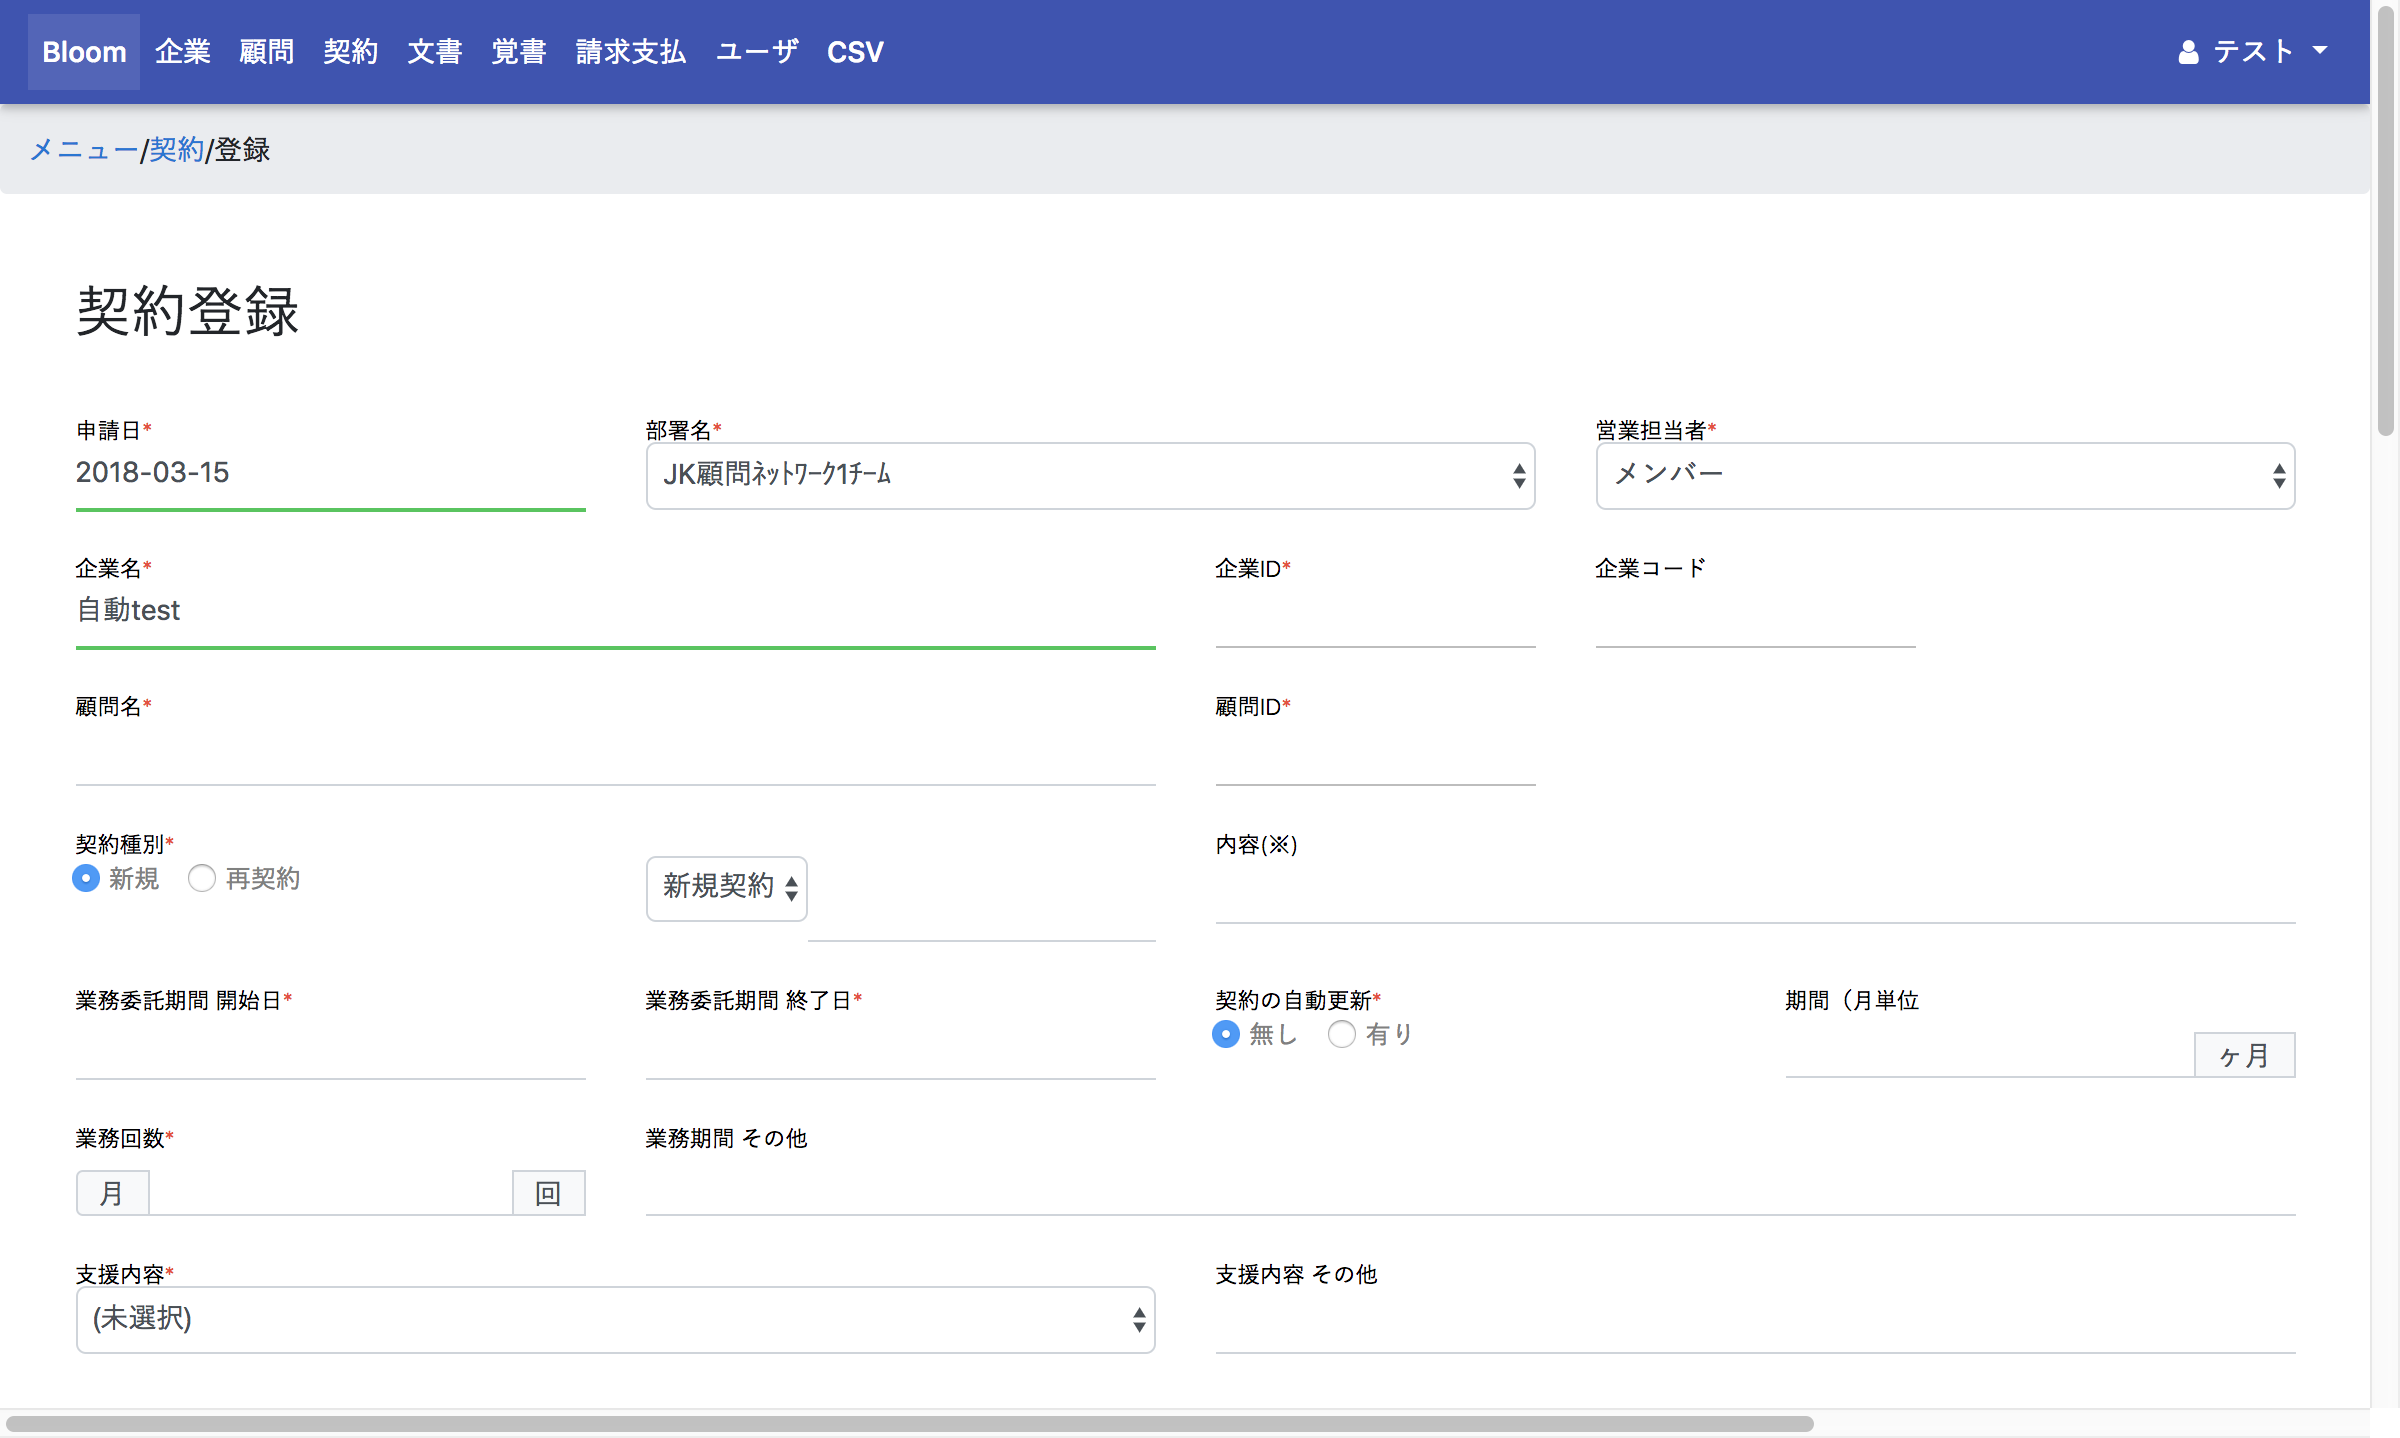 Bloom 企業 顧問 契約 文書 覚書 請求支払 ユーザ CSV テスト
メニュー/契約/登録
契約登録
申請日* 部署名* 営業担当者*
2018-03-15 JK顧問ﾈｯﾄﾜｰｸ1ﾁｰﾑ メンバー
企業名* 企業ID* 企業コード
自動test
顧問名* 顧問ID*
契約種別* 内容(※)
新規 再契約 新規契約
業務委託期間 開始日* 業務委託期間 終了日* 契約の自動更新* 期間（月単位
無し 有り ヶ月
業務回数* 業務期間 その他
月 回
支援内容* 支援内容 その他
(未選択)